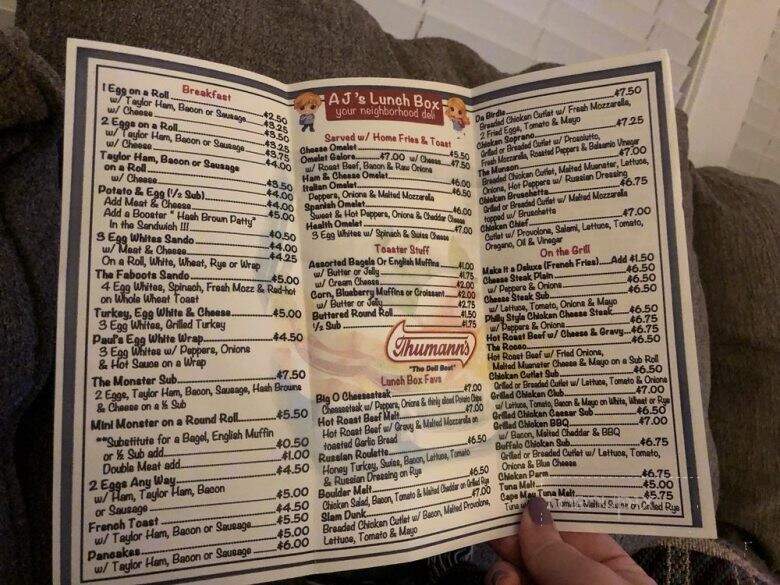 Breakfast
1 Egg on a Roll $2.50
w/ Taylor Ham, Bacon or Sausage $3.25
w/ Cheese $3.50
2 Eggs on a Roll $3.25
w/ Taylor Ham, Bacon or Sausage $3.75
w/ Cheese $4.00
Taylor Ham, Bacon or Sausage
on a Roll
w/ Cheese $3.50
Potato & Egg (½ Sub) $4.00
Add Meat & Cheese $5.00
Add a Booster "Hash Brown Patty"
In the Sandwich !!! $0.50
3 Egg Whites Sando $4.00
w/ Meat & Cheese $4.25
On a Roll, White, Wheat, Rye or Wrap
The Faboots Sando $5.00
4 Egg Whites, Spinach, Fresh Mozz & Red-hot
on Whole Wheat Toast
Turkey, Egg White & Cheese $5.00
3 Egg Whites, Grilled Turkey
Paul's Egg White Wrap $4.50
3 Egg Whites w/ Peppers, Onions
& Hot Sauce on a Wrap
The Monster Sub $7.50
2 Eggs, Taylor Ham, Bacon, Sausage, Hash Browns
& Cheese on a ½ Sub
Mini Monster on a Round Roll $5.50
**Substitute for a Bagel, English Muffin
or ½ Sub add $0.50
Double Meat add $1.00
2 Eggs Any Way $4.50
w/ Ham, Taylor Ham, Bacon
or Sausage $5.00
French Toast $4.50
w/ Taylor Ham, Bacon or Sausage $5.50
Pancakes $5.00
w/ Taylor Ham, Bacon or Sausage $6.00
AJ's Lunch Box
your neighborhood deli
Served w/ Home Fries & Toast
Cheese Omelet $5.50
Omelet Galore $7.00 w/ Cheese $7.50
w/ Roast Beef, Bacon & Raw Onions
Ham & Cheese Omelet $6.00
Italian Omelet $6.50
Peppers, Onions & Melted Mozzarella
Spanish Omelet $6.00
Sweet & Hot Peppers, Onions & Cheddar Cheese
Health Omelet $7.00
3 Egg Whites w/ Spinach & Swiss Cheese
Toaster Stuff
Assorted Bagels Or English Muffins $1.00
w/ Butter or Jelly $1.75
w/ Cream Cheese $2.00
Corn, Blueberry Muffins or Croissant $2.00
w/ Butter or Jelly $2.75
Buttered Round Roll $1.50
½ Sub $1.75
Thumann's
"The Deli Best"
Lunch Box Favs
Big O Cheesesteak $7.00
Cheesesteak w/ Peppers, Onions & thinly sliced Potato Chips
Hot Roast Beef Melt $7.00
Hot Roast Beef w/ Gravy & Melted Mozzarella on
toasted Garlic Bread
Russian Roulette $6.50
Honey Turkey, Swiss, Bacon, Lettuce, Tomato
& Russian Dressing on Rye
Boulder Melt $6.50
Chicken Salad, Bacon, Tomato & Melted Cheddar on Grilled Rye
Slam Dunk $7.00
Breaded Chicken Cutlet w/ Bacon, Melted Provolone,
Lettuce, Tomato & Mayo
Da Birdie $7.50
Breaded Chicken Cutlet w/ Fresh Mozzarella,
2 Fried Eggs, Tomato & Mayo
Chicken Soprano $7.25
Grilled or Breaded Cutlet w/ Prosciutto,
Fresh Mozzarella, Roasted Peppers & Balsamic Vinegar
The Munson $7.00
Breaded Chicken Cutlet, Melted Muenster, Lettuce,
Onions, Hot Peppers w/ Russian Dressing
Chicken Bruschetta $6.75
Grilled or Breaded Cutlet w/ Melted Mozzarella
topped w/ Bruschetta
Chicken Chief $7.00
Cutlet w/ Provolone, Salami, Lettuce, Tomato,
Oregano, Oil & Vinegar
On the Grill
Make it a Deluxe (French Fries) Add $1.50
Cheese Steak Plain $6.50
w/ Peppers & Onions $6.75
Cheese Steak Sub $6.50
w/ Lettuce, Tomato, Onions & Mayo
Philly Style Chicken Cheese Steak $6.50
w/ Peppers & Onions $6.75
Hot Roast Beef w/ Cheese & Gravy $6.75
The Rocco $6.50
Hot Roast Beef w/ Fried Onions,
Melted Muenster Cheese & Mayo on a Sub Roll
Chicken Cutlet Sub $6.50
Grilled or Breaded Cutlet w/ Lettuce, Tomato & Onions
Grilled Chicken Club $7.00
w/ Lettuce, Tomato, Bacon & Mayo on White, Wheat or Rye
Grilled Chicken Caesar Sub $6.50
Grilled Chicken BBQ $7.00
w/ Bacon, Melted Cheddar & BBQ
Buffalo Chicken Sub $6.75
Grilled or Breaded Cutlet w/ Lettuce, Tomato,
Onions & Blue Cheese
Chicken Parm $6.75
Tuna Melt $5.00
Cape May Tuna Melt $5.75
Tuna w/ Tomato, Melted Swiss on Grilled Rye